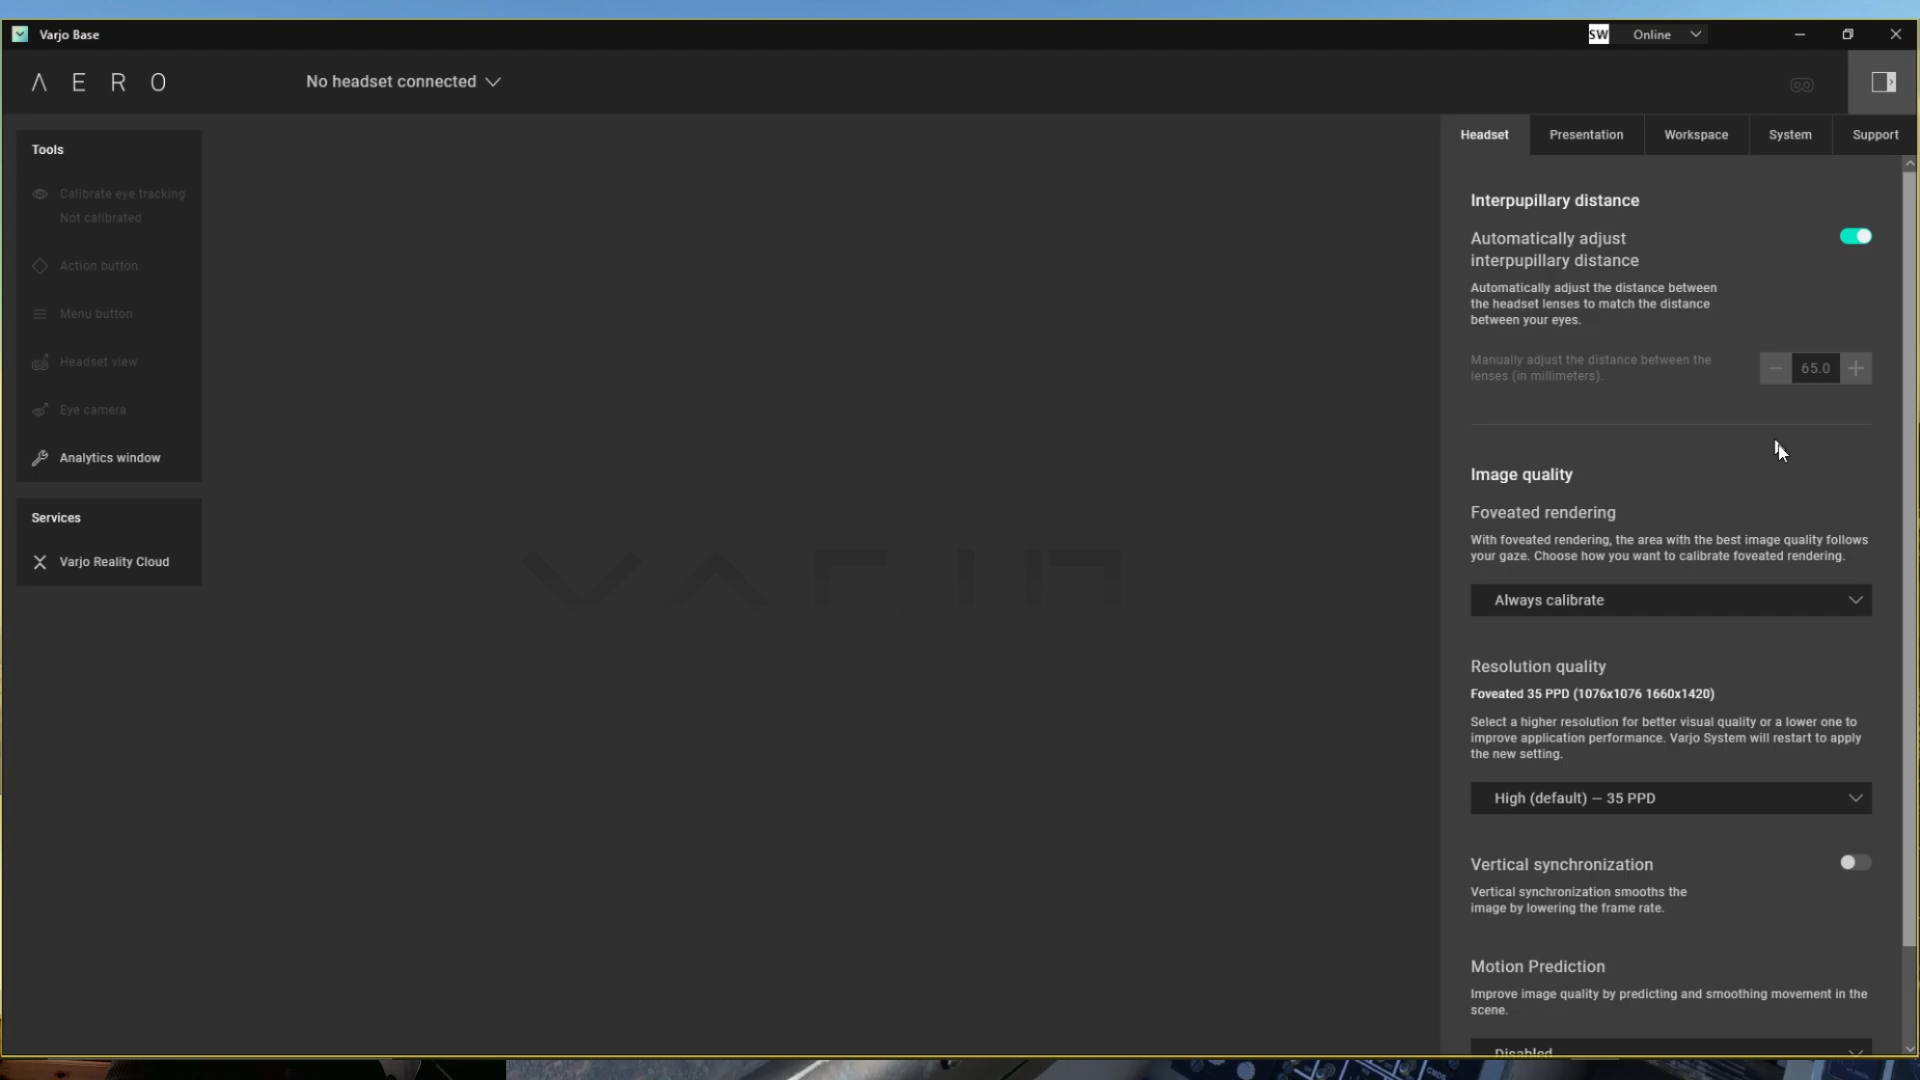 Varjo Base
SW Online
AERO
No headset connected
Headset Presentation Workspace System Support
Tools
Calibrate eye tracking
Not calibrated
Action button
Menu button
Headset view
Eye camera
Analytics window
Services
Varjo Reality Cloud
VARJO
Interpupillary distance
Automatically adjust
interpupillary distance
Automatically adjust the distance between
the headset lenses to match the distance
between your eyes.
Manually adjust the distance between the
lenses (in millimeters).
65.0
Image quality
Foveated rendering
With foveated rendering, the area with the best image quality follows
your gaze. Choose how you want to calibrate foveated rendering.
Always calibrate
Resolution quality
Foveated 35 PPD (1076x1076 1660x1420)
Select a higher resolution for better visual quality or a lower one to
improve application performance. Varjo System will restart to apply
the new setting.
High (default) – 35 PPD
Vertical synchronization
Vertical synchronization smooths the
image by lowering the frame rate.
Motion Prediction
Improve image quality by predicting and smoothing movement in the
scene.
Disabled
CMDS